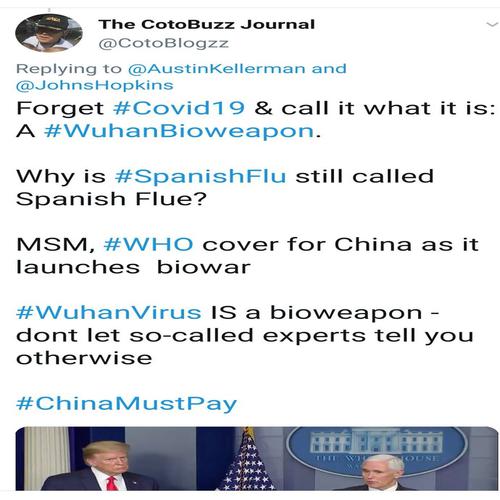 The CotoBuzz Journal
@CotoBlogzz
Replying to @AustinKellerman and
@JohnsHopkins
Forget #Covid19 & call it what it is:
A #WuhanBioweapon.
Why is #SpanishFlu still called
Spanish Flue?
MSM, #WHO cover for China as it
launches  biowar
#WuhanVirus IS a bioweapon -
dont let so-called experts tell you
otherwise
#ChinaMustPay
THE WHITE HOUSE